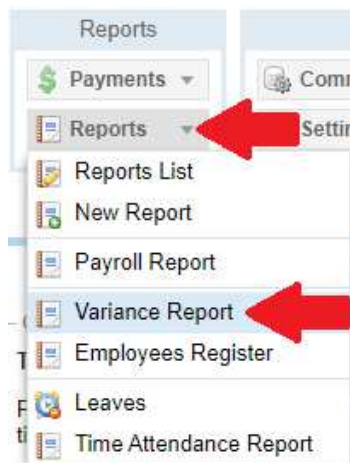 Reports
Payments
Reports
Reports List
New Report
Payroll Report
Variance Report
Employees Register
Leaves
Time Attendance Report